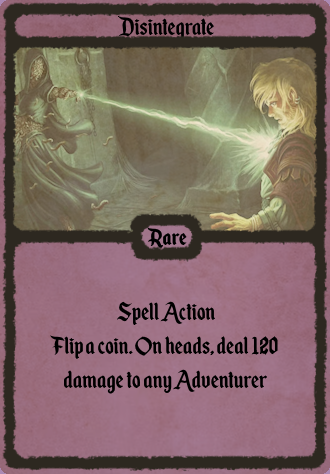 Disintegrate
Rare
Spell Action
Flip a coin. On heads, deal 120
damage to any Adventurer